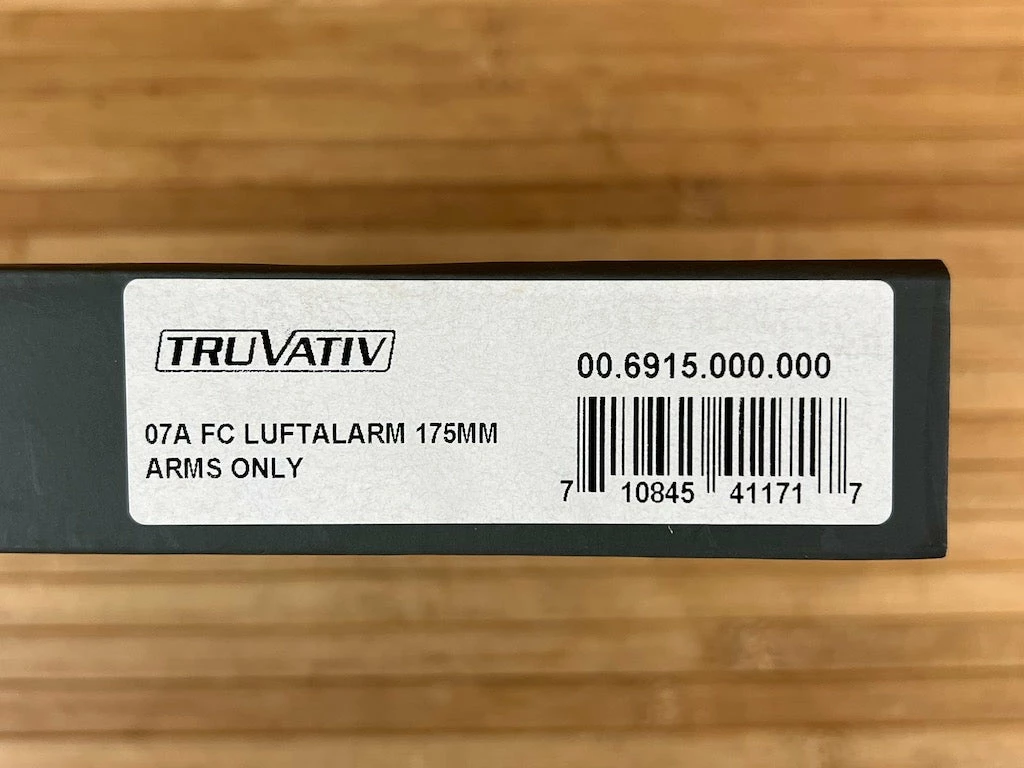 TRUVATIV
00.6915.000.000
07A FC LUFTALARM 175MM
ARMS ONLY
7 10845 41171 7